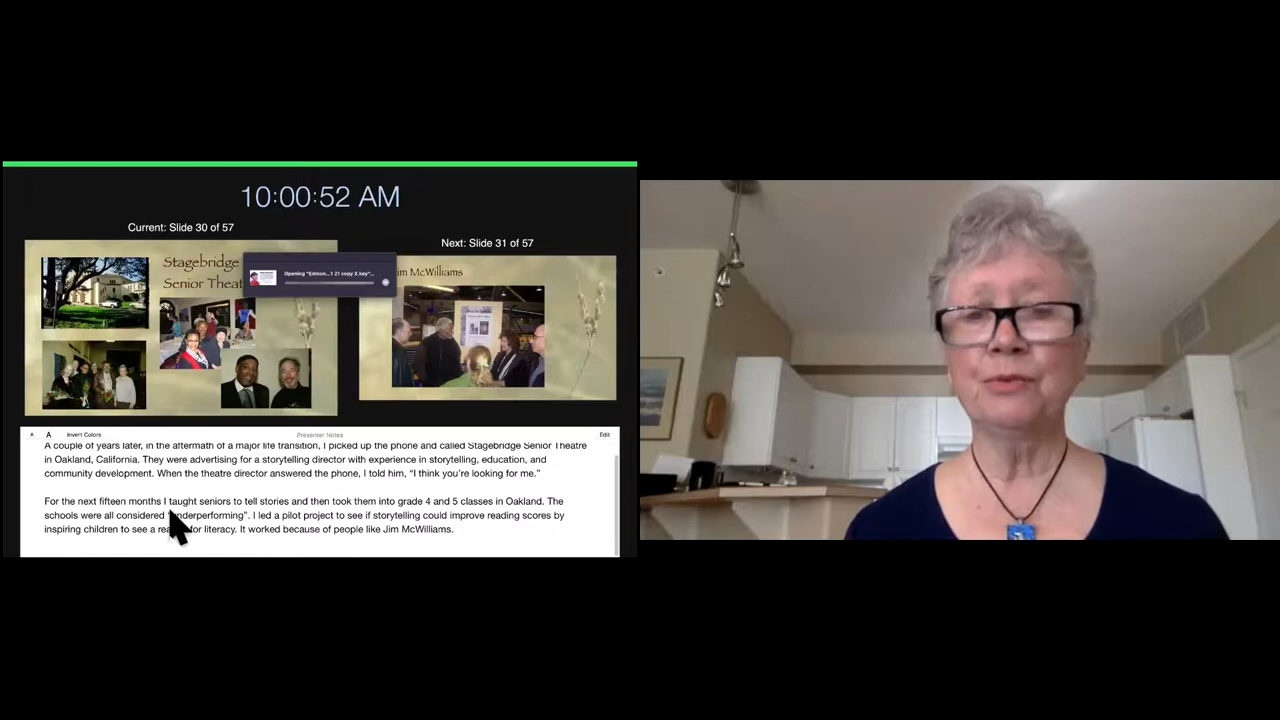 10:00:52 AM
Current: Slide 30 of 57
Next: Slide 31 of 57
Stagebridge
Senior Theat
Opening "Edmon...1 21 copy 2.key"...
im McWilliams
A A Invert Colors Presenter Notes Edit
A couple of years later, in the aftermath of a major life transition, I picked up the phone and called Stagebridge Senior Theatre
in Oakland, California. They were advertising for a storytelling director with experience in storytelling, education, and
community development. When the theatre director answered the phone, I told him, "I think you're looking for me."
For the next fifteen months I taught seniors to tell stories and then took them into grade 4 and 5 classes in Oakland. The
schools were all considered "underperforming". I led a pilot project to see if storytelling could improve reading scores by
inspiring children to see a for literacy. It worked because of people like Jim McWilliams.